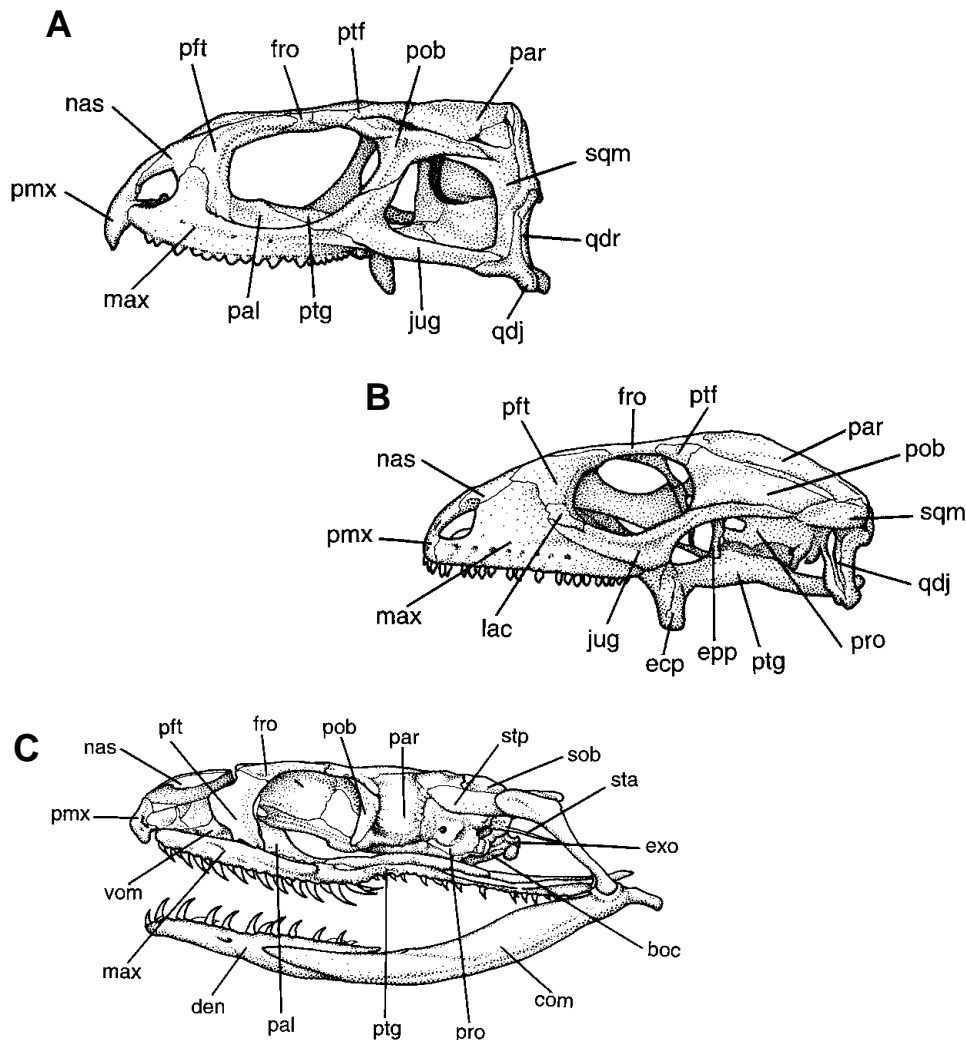 A
pft
fro
ptf
pob
par
nas
sqm
pmx
qdr
max
pal
ptg
jug
qdj
B
pft
fro
ptf
par
nas
pob
sqm
pmx
qdj
max
lac
jug
ecp
epp
ptg
pro
C
nas
pft
fro
pob
par
stp
sob
sta
pmx
exo
vom
boc
max
den
pal
ptg
pro
com